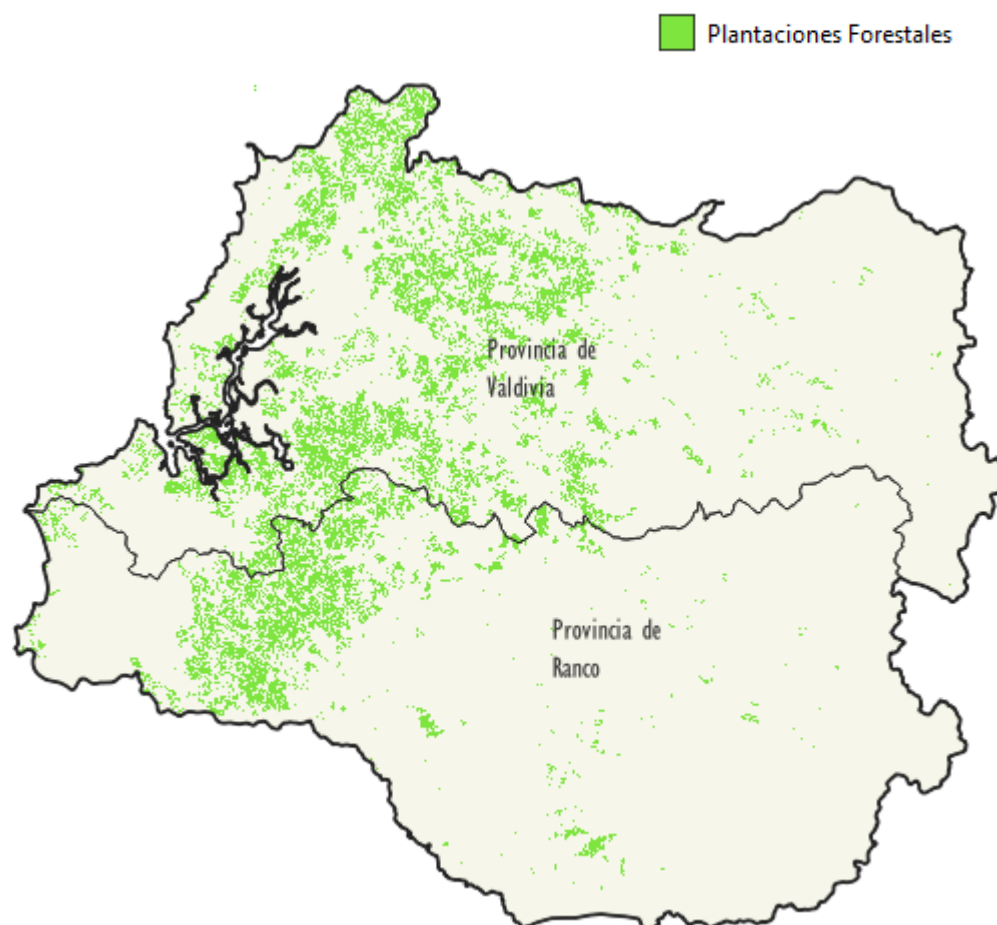 Plantaciones Forestales
Provincia de
Valdivia
Provincia de
Ranco